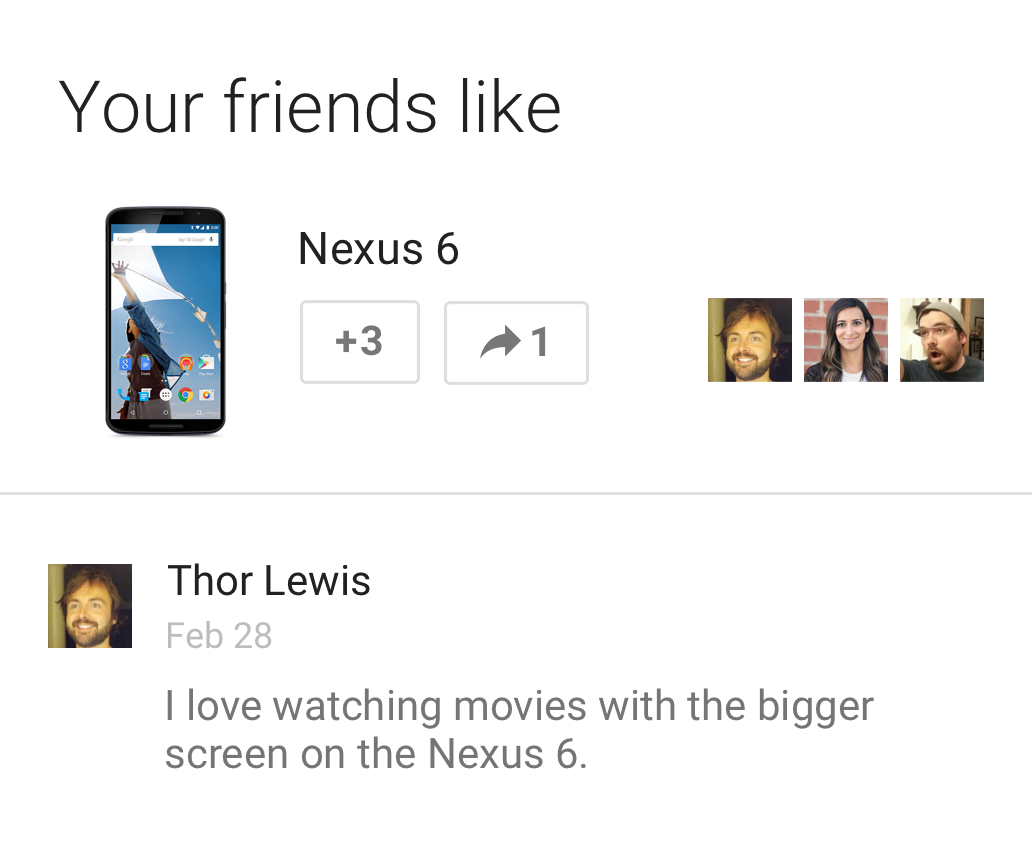 Your friends like
Google
Nexus 6
+3
1
Thor Lewis
Feb 28
I love watching movies with the bigger
screen on the Nexus 6.